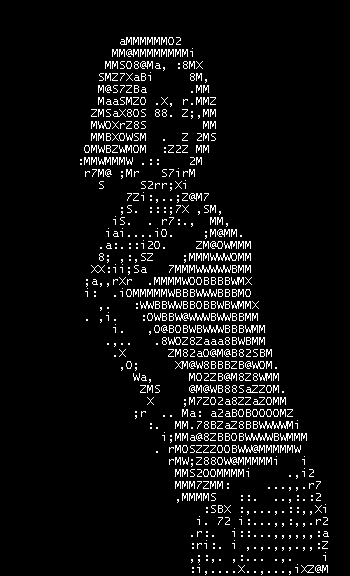 aMMMMMMO2
MM@MMMMMMMMi
MMSO8@Ma, :8MX
SMZ7XaBi 8M,
M@S7ZBa .MM
MaaSMZO .X, r.MMZ
ZMSaX8OS 88. Z;,MM
MWOXrZ8S MM
MMBXOWSM . Z 2MS
OMWBZWMOM :Z2Z MM
:MMWMMMW .:: 2M
r7M@ ;Mr S7irM
S S2rr;Xi
7Zi:,..;Z@M7
;S. :::;7X ,SM,
iS. . r7:., MM,
iai....iO. ;M@MM.
.a:.::i2O. ZM@OWMMM
8; ,:,SZ ;MMMWWWOMM
XX:ii;Sa 7MMMWWWWWBMM
;a,,rXr .MMMMWOOBBBBWMX
i: .iOMMMMMWBBBWWWBBBMO
,. :WWBBWWBBOBBWBWMMX
. ,i. :OWBBW@WWWBWWBBMM
i. ,O@BOBWBWWWBBBWMM
.,.. .8WOZ8Zaaa8BWBMM
.X ZM82aO@M@B82SBM
,O; XM@W8BBBZB@WOM.
Wa, MO2ZB@M8Z8WMM
ZMS @M@WB88SaZZOM.
X ;M7ZO2a8ZZaZOMM
;r .. Ma: a2aBOBOOOOMZ
:. MM.78BZaZ8BBWWWWMi
i;MMa@8ZBBOBWWWWBWMMM
. rMOSZZZOOBWW@MMMMMW
rMW;Z88OW@MMMMMi i
MMS2OOMMMMi .,i2
MMM7ZMM: ...,,.r7
,MMMMS ::. ..,:.:2
:SBX :,...,.::,,Xi
i. 72 i:...,,:,,.r2
.r:. i:..,,.,,,,,:a
:ri:. i .,.,,.,.,,:Z
,;:,. ,:... ..,. ;i
:i,....X..,...,iXZ@M